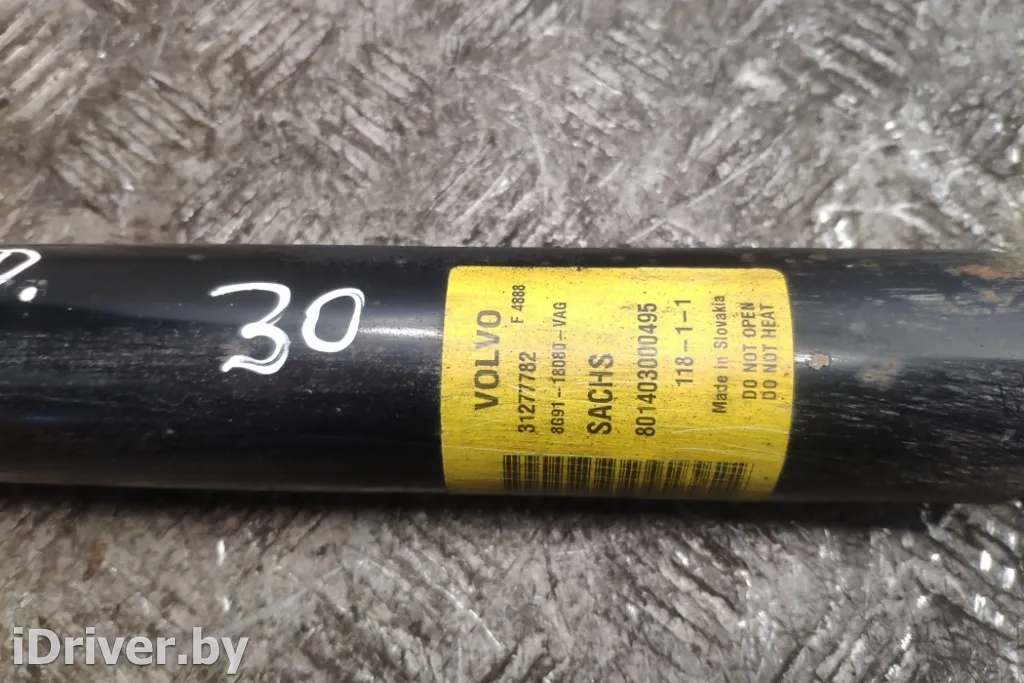 30
VOLVO
31277782 F 4888
8G91-18080-VAG
SACHS
801403000495
118-1-1
Made in Slovakia
DO NOT OPEN
DO NOT HEAT
iDriver.by